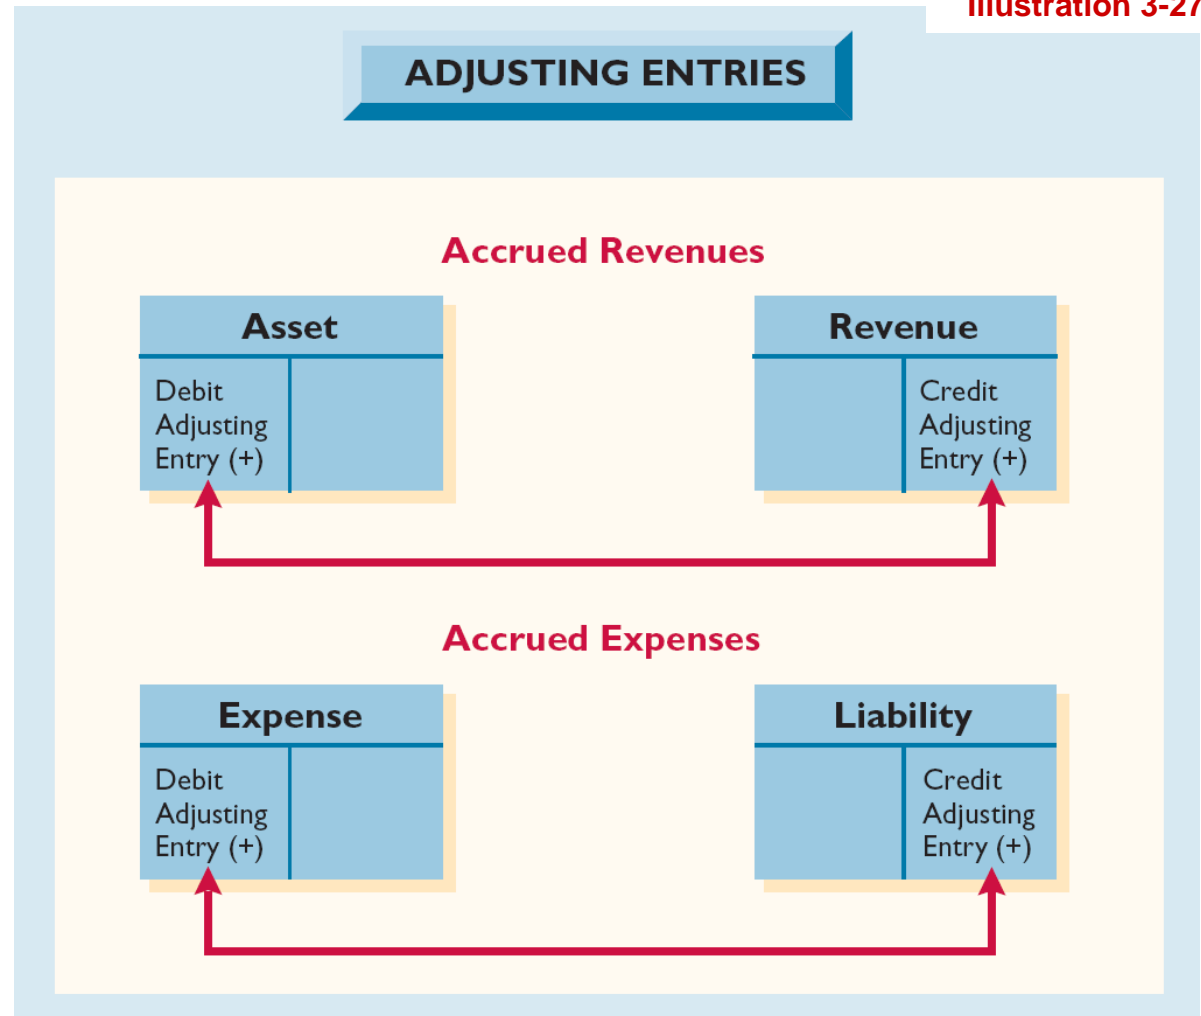 Illustration 3-27
ADJUSTING ENTRIES
Accrued Revenues
Asset
Revenue
Debit
Adjusting
Entry (+)
Credit
Adjusting
Entry (+)
Accrued Expenses
Expense
Liability
Debit
Adjusting
Entry (+)
Credit
Adjusting
Entry (+)